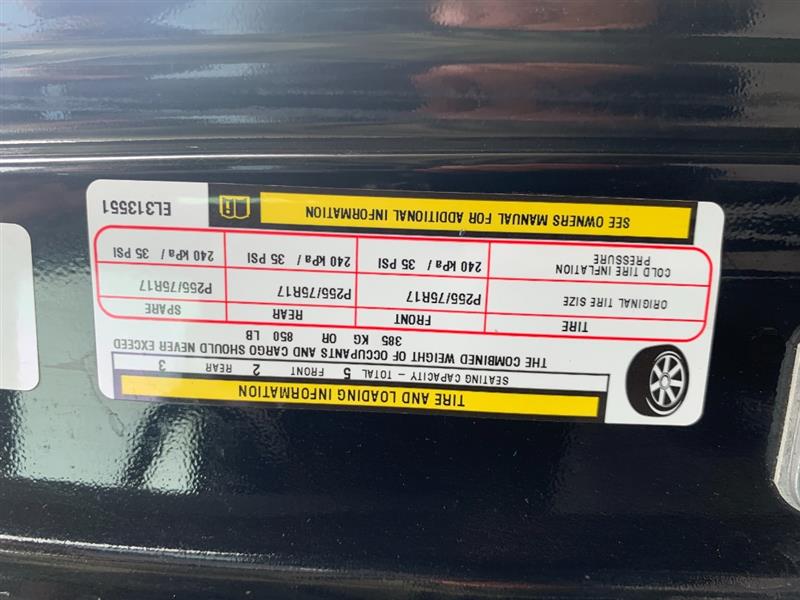 TIRE AND LOADING INFORMATION
SEATING CAPACITY - TOTAL 5 FRONT 2 REAR 3
THE COMBINED WEIGHT OF OCCUPANTS AND CARGO SHOULD NEVER EXCEED
385 KG OR 850 LB
TIRE FRONT REAR SPARE
ORIGINAL TIRE SIZE P255/75R17 P255/75R17 P255/75R17
COLD TIRE INFLATION PRESSURE 240 kPa / 35 PSI 240 kPa / 35 PSI 240 kPa / 35 PSI
SEE OWNERS MANUAL FOR ADDITIONAL INFORMATION
EL313551